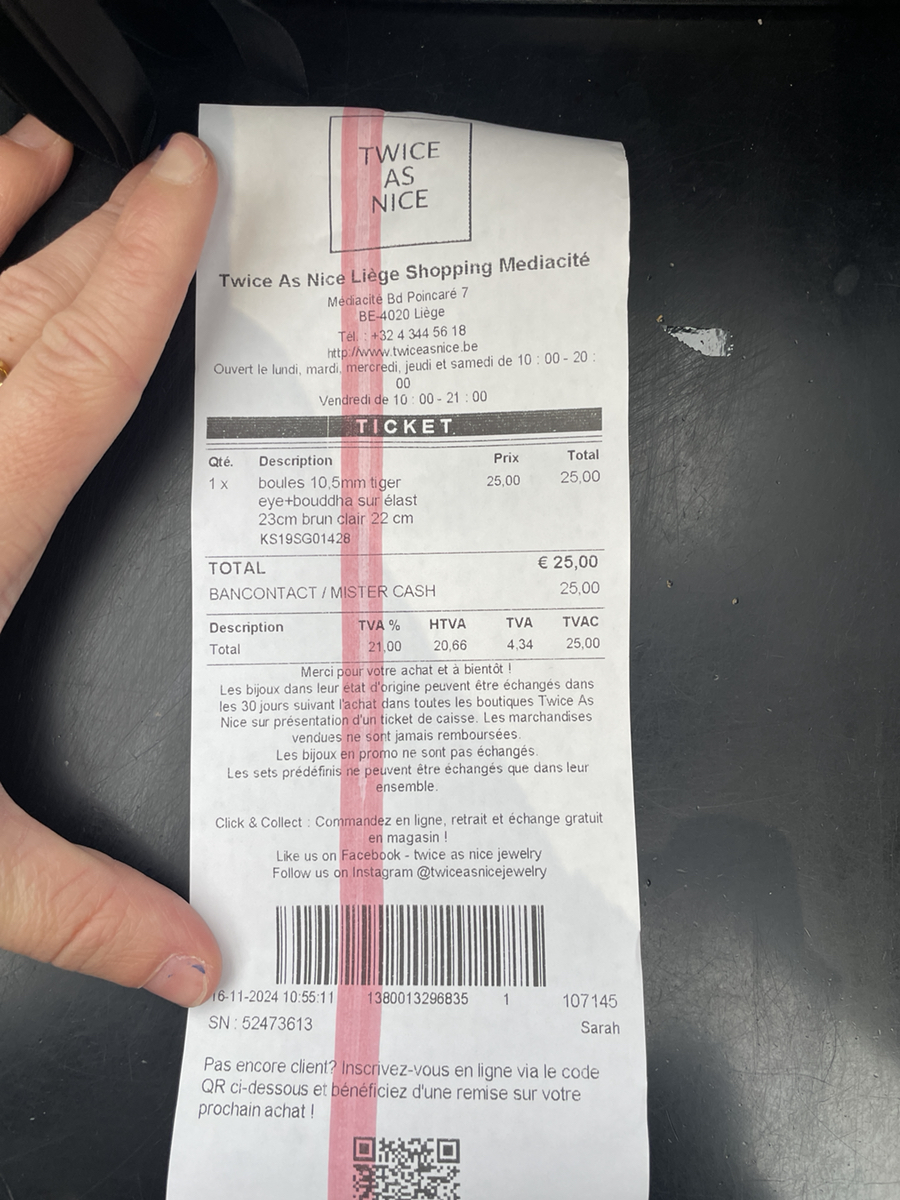 TWICE
AS
NICE
Twice As Nice Liège Shopping Mediacité
Médiacité Bd Poincaré 7
BE-4020 Liège
Tél. : +32 4 344 56 18
http://www.twiceasnice.be
Ouvert le lundi, mardi, mercredi, jeudi et samedi de 10 : 00 - 20 :
00
Vendredi de 10 : 00 - 21 : 00
TICKET
Qté. Description Prix Total
1 x boules 10,5mm tiger 25,00 25,00
eye+bouddha sur élast
23cm brun clair 22 cm
KS19SG01428
TOTAL € 25,00
BANCONTACT / MISTER CASH 25,00
Description TVA % HTVA TVA TVAC
Total 21,00 20,66 4,34 25,00
Merci pour votre achat et à bientôt !
Les bijoux dans leur état d'origine peuvent être échangés dans
les 30 jours suivant l'achat dans toutes les boutiques Twice As
Nice sur présentation d'un ticket de caisse. Les marchandises
vendues ne sont jamais remboursées.
Les bijoux en promo ne sont pas échangés.
Les sets prédéfinis ne peuvent être échangés que dans leur
ensemble.
Click & Collect : Commandez en ligne, retrait et échange gratuit
en magasin !
Like us on Facebook - twice as nice jewelry
Follow us on Instagram @twiceasnicejewelry
16-11-2024 10:55:11 1380013296835 1 107145
SN : 52473613 Sarah
Pas encore client? Inscrivez-vous en ligne via le code
QR ci-dessous et bénéficiez d'une remise sur votre
prochain achat !